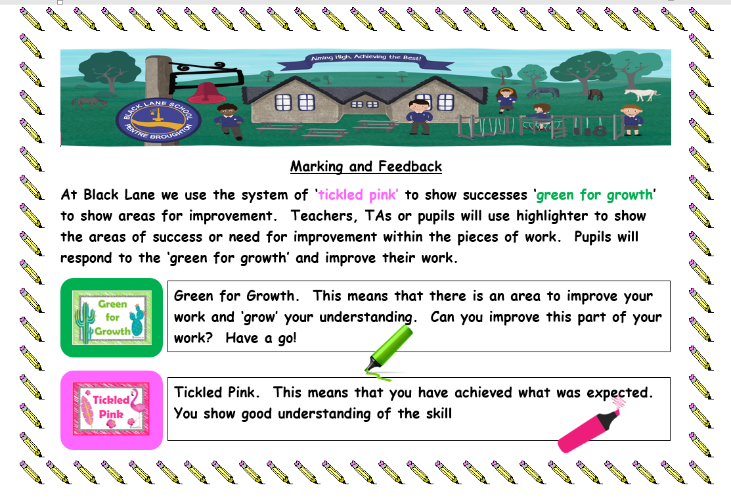 Aiming High, Achieving the Best!
BLACK LANE SCHOOL
PENTRE BROUGHTON
Marking and Feedback
At Black Lane we use the system of ‘tickled pink’ to show successes ‘green for growth’
to show areas for improvement. Teachers, TAs or pupils will use highlighter to show
the areas of success or need for improvement within the pieces of work. Pupils will
respond to the ‘green for growth’ and improve their work.
Green
for
Growth
Green for Growth. This means that there is an area to improve your
work and ‘grow’ your understanding. Can you improve this part of your
work? Have a go!
Tickled
Pink
Tickled Pink. This means that you have achieved what was expected.
You show good understanding of the skill